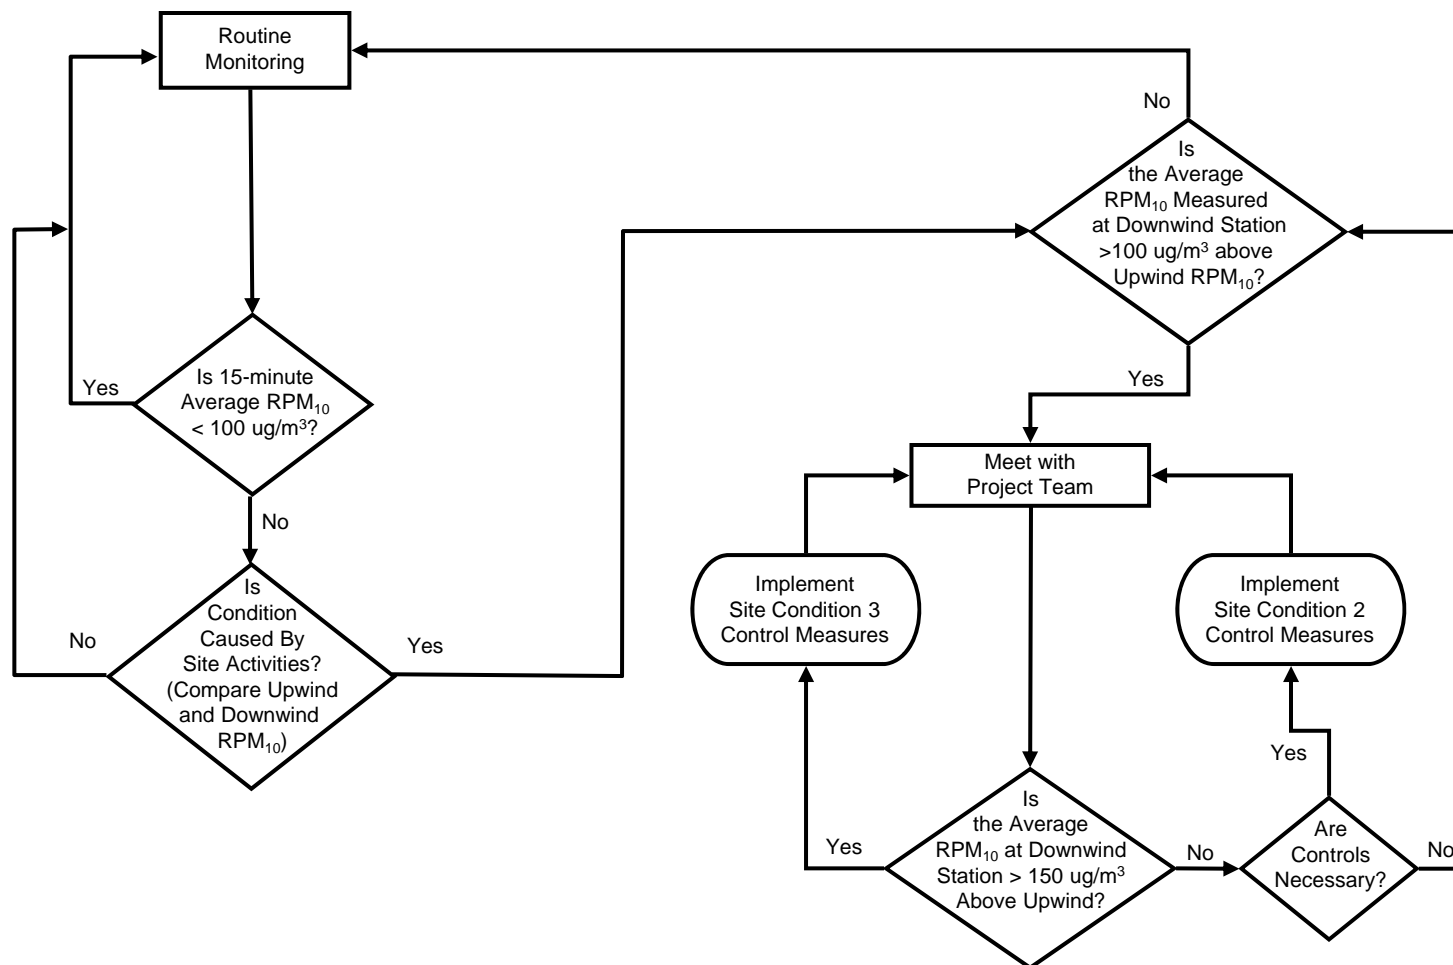 Routine
Monitoring
No
Is
the Average
RPM₁₀ Measured
at Downwind Station
>100 ug/m³ above
Upwind RPM₁₀?
Yes
Is 15-minute
Average RPM₁₀
< 100 ug/m³?
Yes
Meet with
Project Team
No
Implement
Site Condition 3
Control Measures
Implement
Site Condition 2
Control Measures
Is
Condition
Caused By
Site Activities?
(Compare Upwind
and Downwind
RPM₁₀)
No
Yes
Yes
Is
the Average
RPM₁₀ at Downwind
Station > 150 ug/m³
Above Upwind?
Yes
No
Are
Controls
Necessary?
No